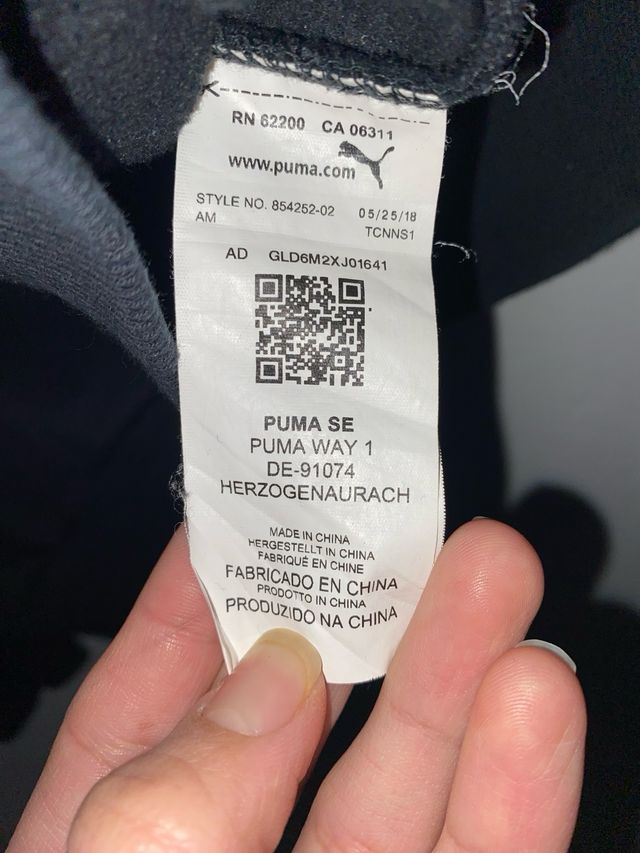 RN 62200 CA 06311
www.puma.com
STYLE NO. 854252-02 05/25/18
AM TCNNS1
AD GLD6M2XJ01641
PUMA SE
PUMA WAY 1
DE-91074
HERZOGENAURACH
MADE IN CHINA
HERGESTELLT IN CHINA
FABRIQUÉ EN CHINE
FABRICADO EN CHINA
PRODOTTO IN CHINA
PRODUZIDO NA CHINA